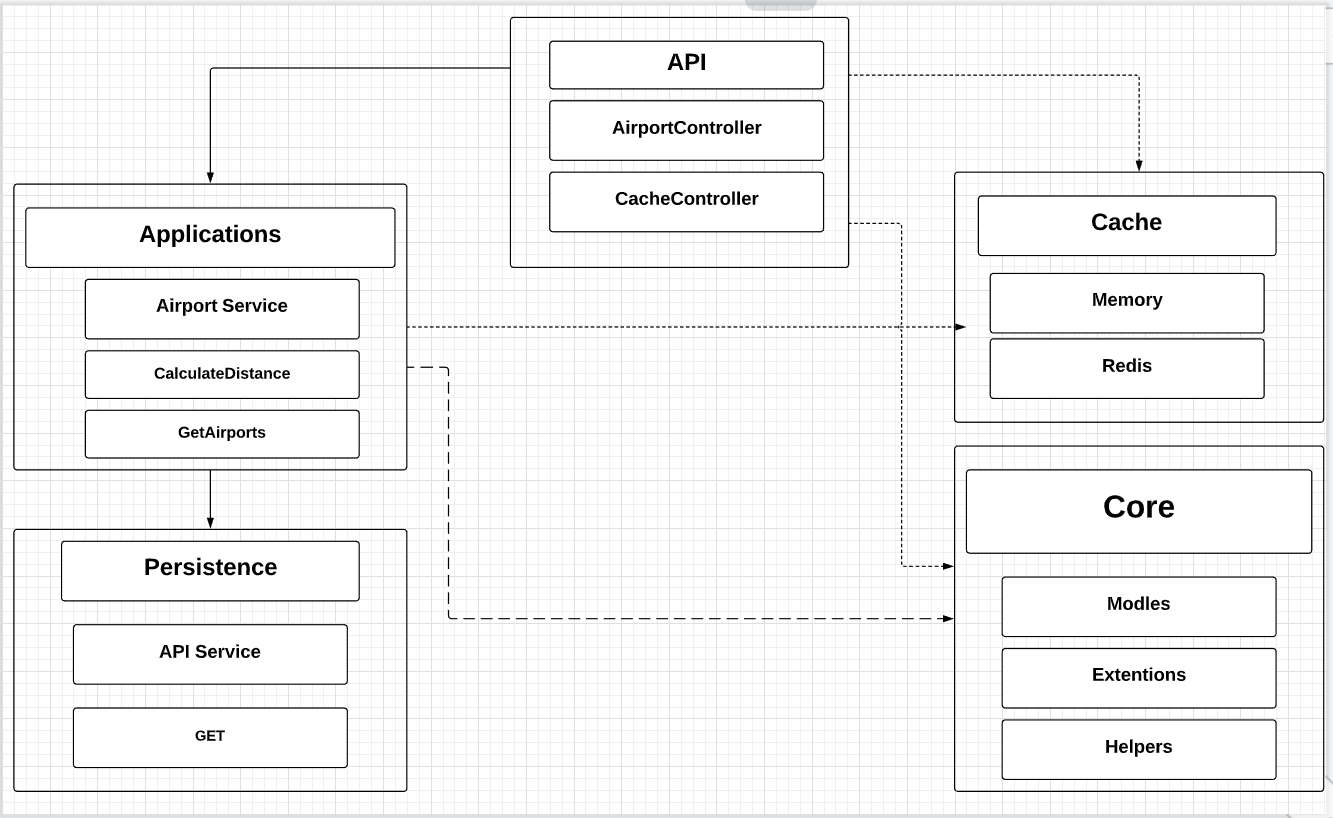 API
AirportController
CacheController
Applications
Airport Service
CalculateDistance
GetAirports
Cache
Memory
Redis
Persistence
API Service
GET
Core
Modles
Extentions
Helpers